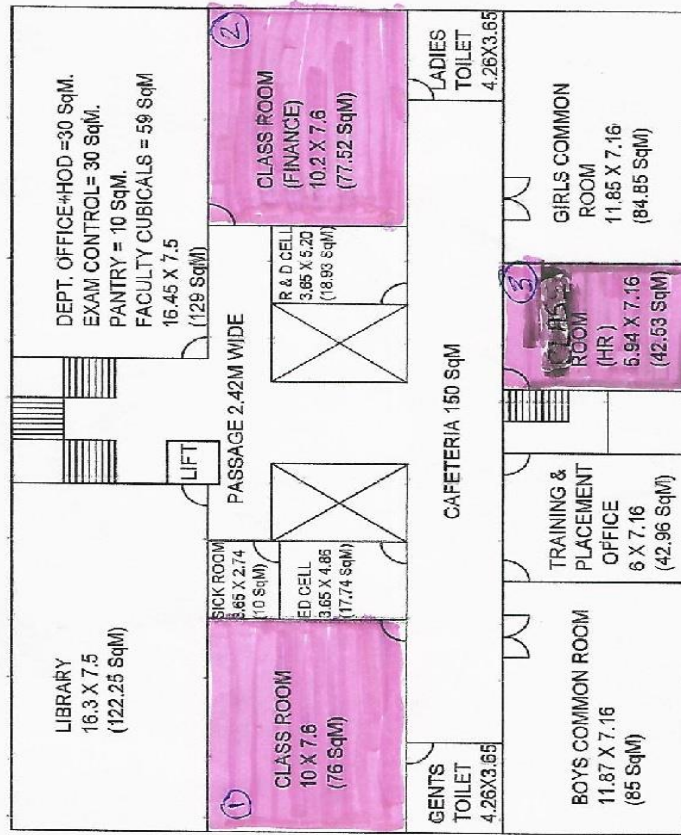 LIBRARY
16.3 X 7.5
(122.25 SqM)
DEPT. OFFICE+HOD =30 SqM.
EXAM CONTROL= 30 SqM.
PANTRY = 10 SqM.
FACULTY CUBICALS = 59 SqM
16.45 X 7.5
(129 SqM)
LIFT
PASSAGE 2.42M WIDE
1
CLASS ROOM
10 X 7.6
(76 SqM)
SICK ROOM
3.65 X 2.74
(10 SqM)
ED CELL
3.65 X 4.86
(17.74 SqM)
R & D CELL
3.65 X 5.20
(18.93 SqM)
2
CLASS ROOM
(FINANCE)
10.2 X 7.6
(77.52 SqM)
GENTS
TOILET
4.26X3.65
CAFETERIA 150 SqM
LADIES
TOILET
4.26X3.65
BOYS COMMON ROOM
11.87 X 7.16
(85 SqM)
TRAINING &
PLACEMENT
OFFICE
6 X 7.16
(42.96 SqM)
3
ROOM
(HR )
5.94 X 7.16
(42.53 SqM)
GIRLS COMMON
ROOM
11.85 X 7.16
(84.85 SqM)